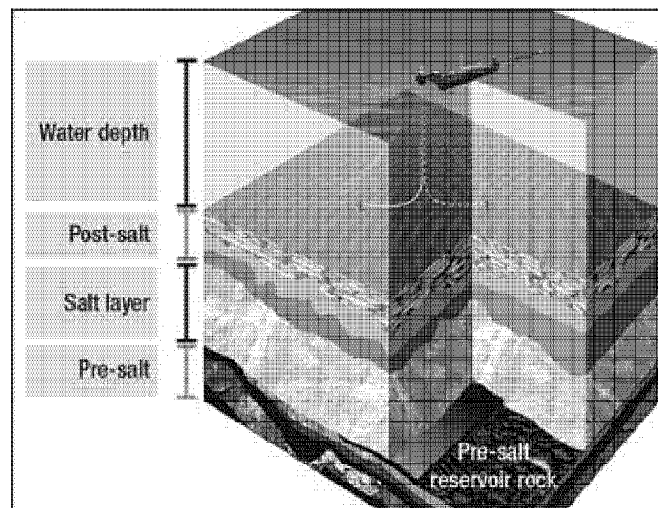 Water depth
Post-salt
Salt layer
Pre-salt
Pre-salt
reservoir rock